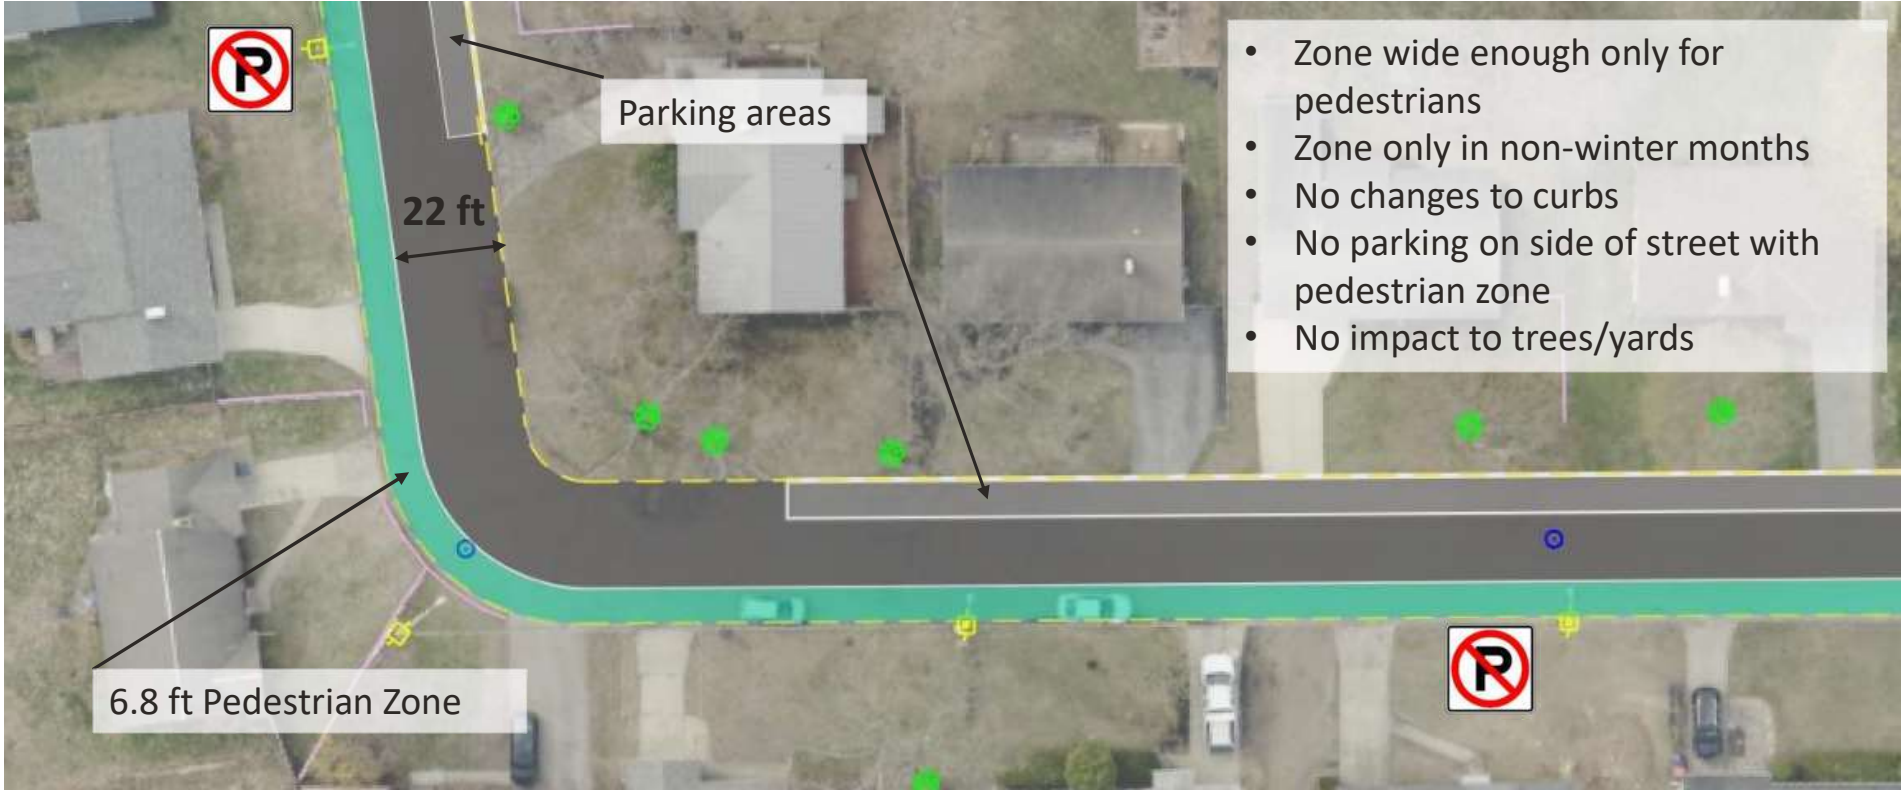 P
Parking areas
22 ft
• Zone wide enough only for
pedestrians
• Zone only in non-winter months
• No changes to curbs
• No parking on side of street with
pedestrian zone
• No impact to trees/yards
6.8 ft Pedestrian Zone
P